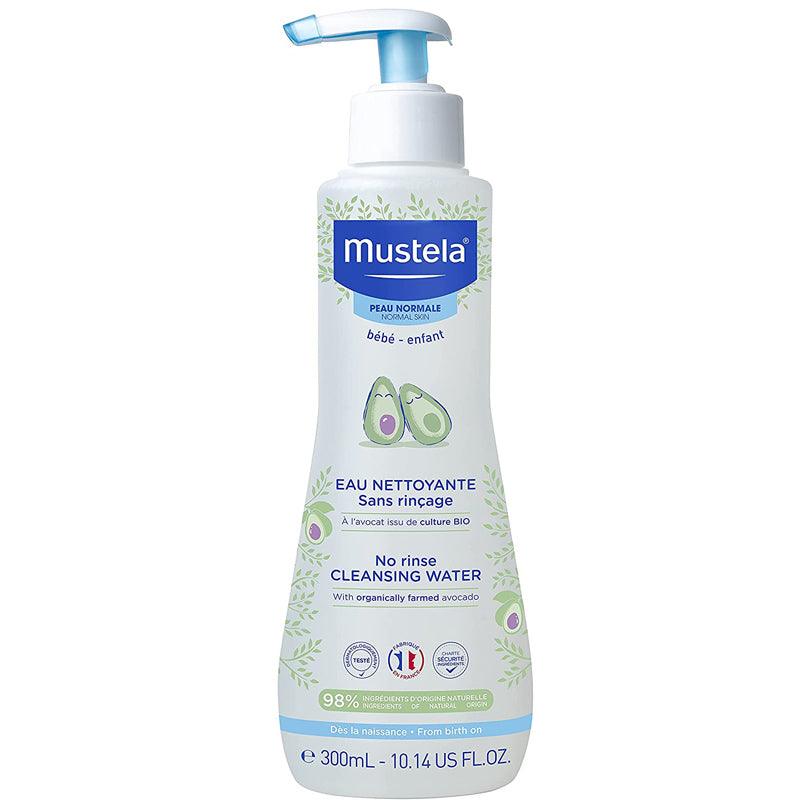 mustela®
PEAU NORMALE
NORMAL SKIN
bébé - enfant
EAU NETTOYANTE
Sans rinçage
À l'avocat issu de culture BIO
No rinse
CLEANSING WATER
With organically farmed avocado
DERMATOLOGIQUEMENT
TESTÉ
FABRIQUÉ
EN FRANCE
CHARTE
SÉCURITÉ
INGRÉDIENTS
98% INGRÉDIENTS D'ORIGINE NATURELLE
INGREDIENTS OF NATURAL ORIGIN
Dès la naissance • From birth on
℮ 300mL - 10.14 US FL.OZ.